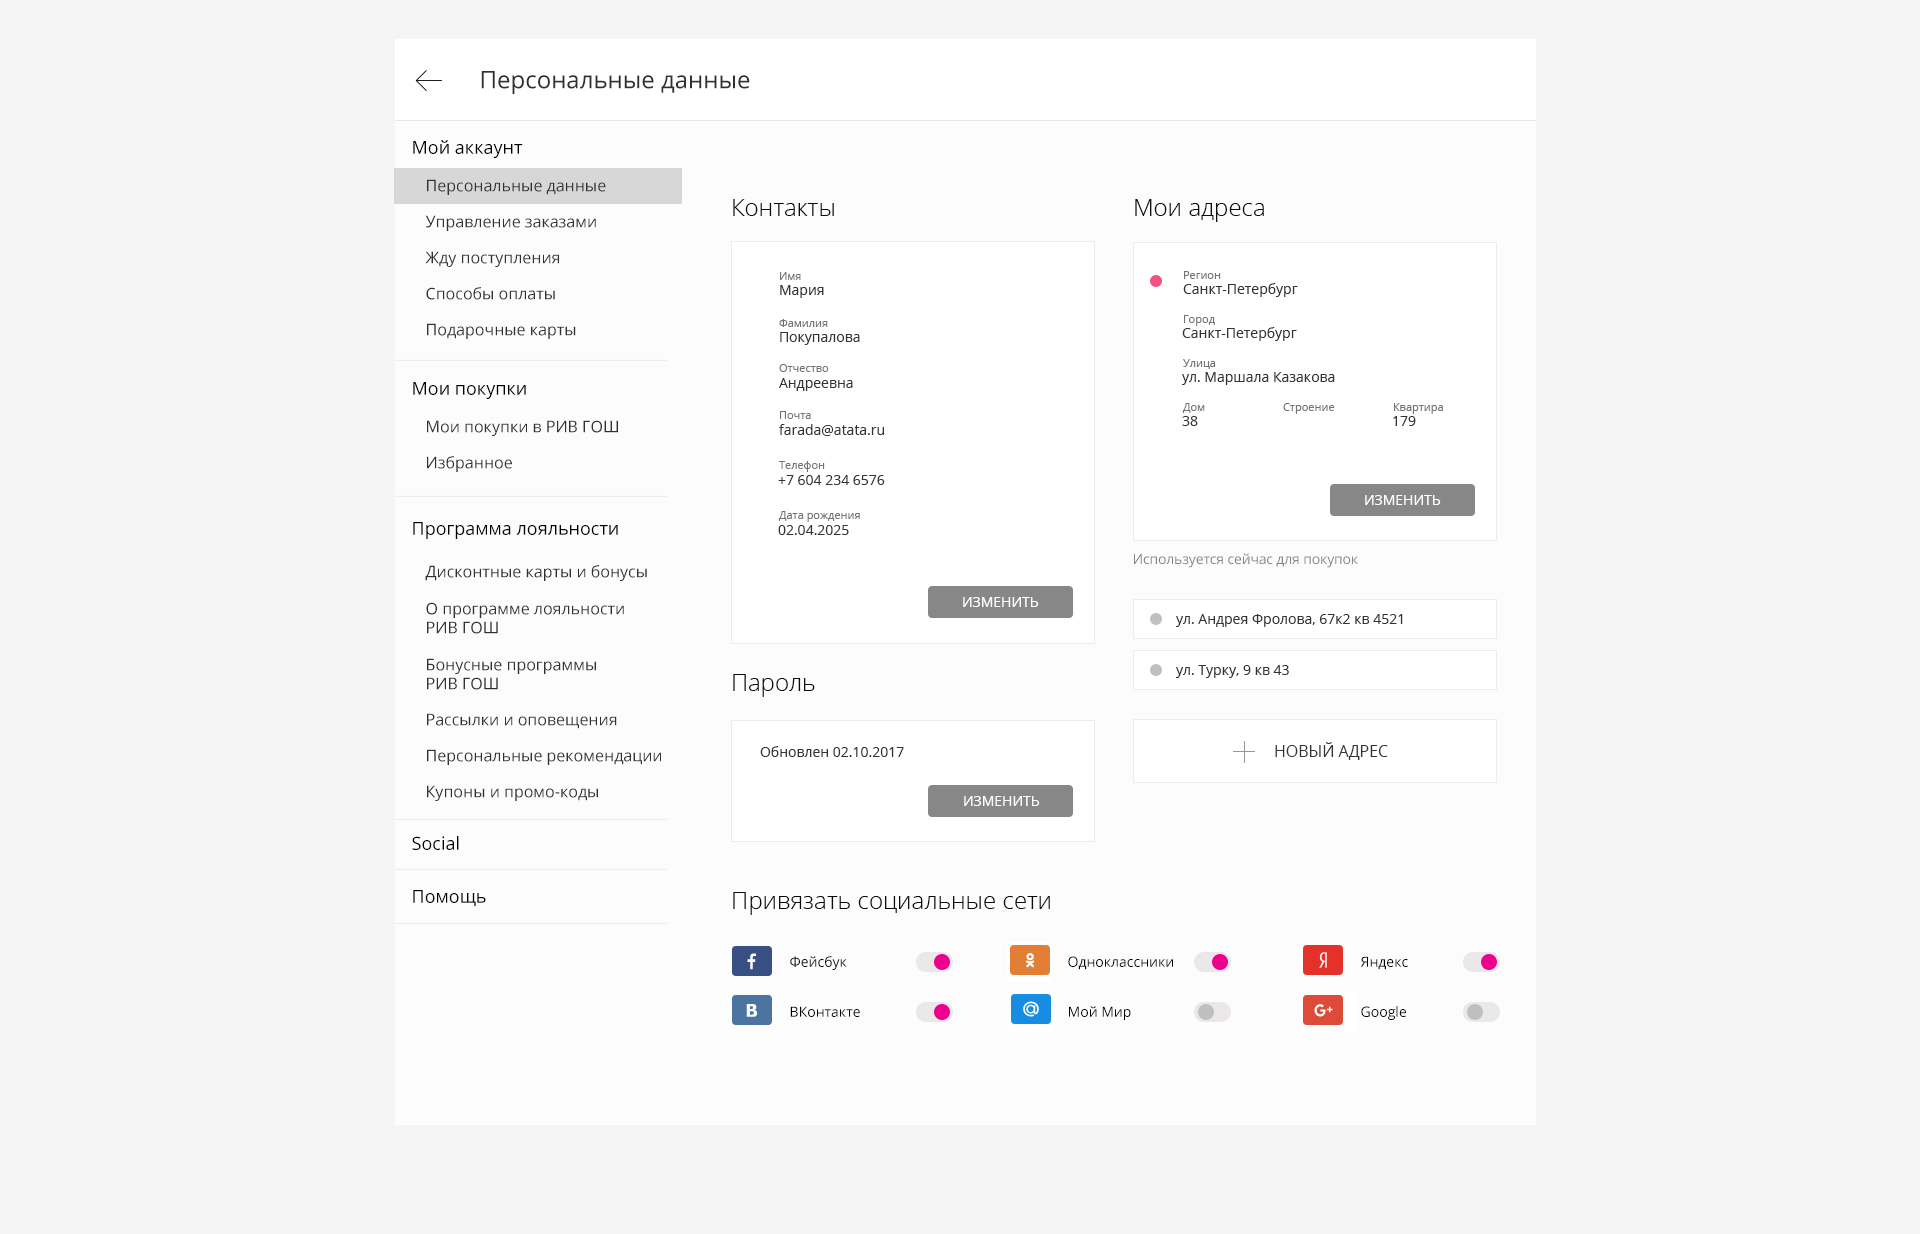 Персональные данные
Мой аккаунт
Персональные данные
Управление заказами
Жду поступления
Способы оплаты
Подарочные карты
Мои покупки
Мои покупки в РИВ ГОШ
Избранное
Программа лояльности
Дисконтные карты и бонусы
О программе лояльности
РИВ ГОШ
Бонусные программы
РИВ ГОШ
Рассылки и оповещения
Персональные рекомендации
Купоны и промо-коды
Social
Помощь
Контакты
Имя
Мария
Фамилия
Покупалова
Отчество
Андреевна
Почта
farada@atata.ru
Телефон
+7 604 234 6576
Дата рождения
02.04.2025
ИЗМЕНИТЬ
Пароль
Обновлен 02.10.2017
ИЗМЕНИТЬ
Мои адреса
Регион
Санкт-Петербург
Город
Санкт-Петербург
Улица
ул. Маршала Казакова
Дом Строение Квартира
38 179
ИЗМЕНИТЬ
Используется сейчас для покупок
ул. Андрея Фролова, 67к2 кв 4521
ул. Турку, 9 кв 43
НОВЫЙ АДРЕС
Привязать социальные сети
f Фейсбук Одноклассники Я Яндекс
B ВКонтакте @ Мой Мир G+ Google